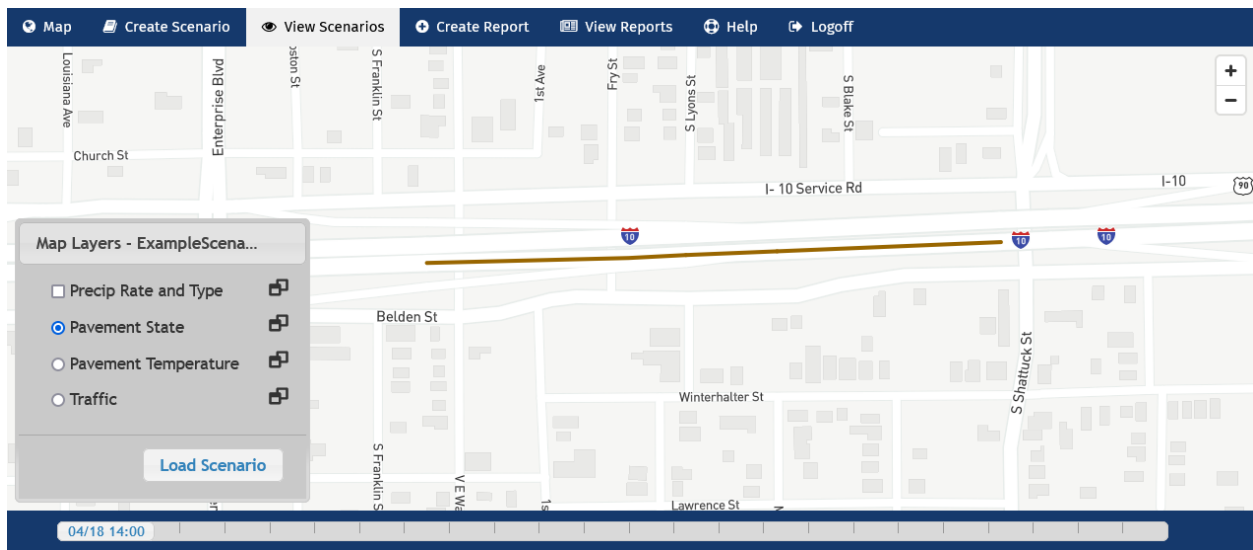 Map Create Scenario View Scenarios Create Report View Reports Help Logoff
Louisiana Ave
Enterprise Blvd
oston St
S Franklin St
1st Ave
Fry St
S Lyons St
S Blake St
+
−
Church St
I- 10 Service Rd
I-10
90
10
10
10
Map Layers - ExampleScena...
Precip Rate and Type
Pavement State
Pavement Temperature
Traffic
Load Scenario
Belden St
S Shattuck St
Winterhalter St
S Franklin S
V E Wa
1s
Lawrence St
04/18 14:00